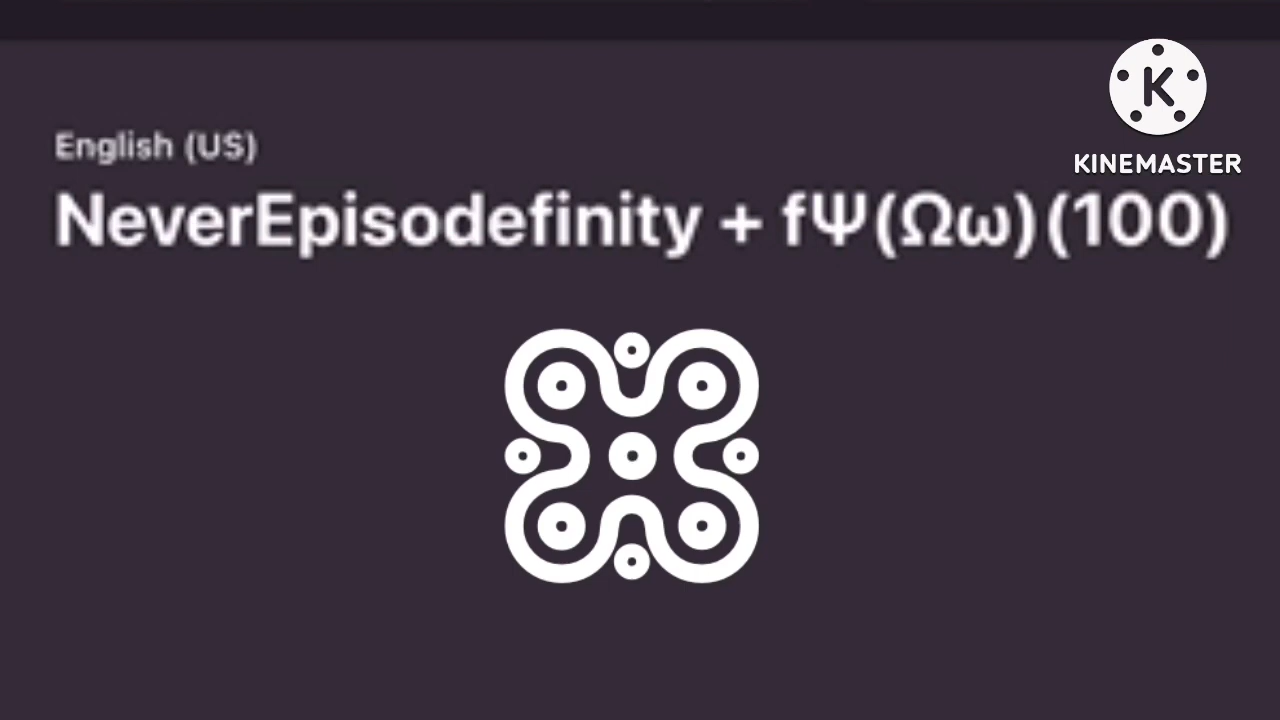 KINEMASTER
English (US)
NeverEpisodefinity + fΨ(Ωω)(100)